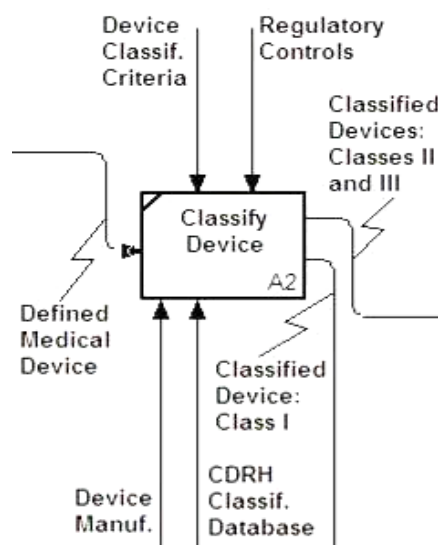 Device
Classif.
Criteria
Regulatory
Controls
Classified
Devices:
Classes II
and III
Classify
Device
A2
Defined
Medical
Device
Classified
Device:
Class I
Device
Manuf.
CDRH
Classif.
Database